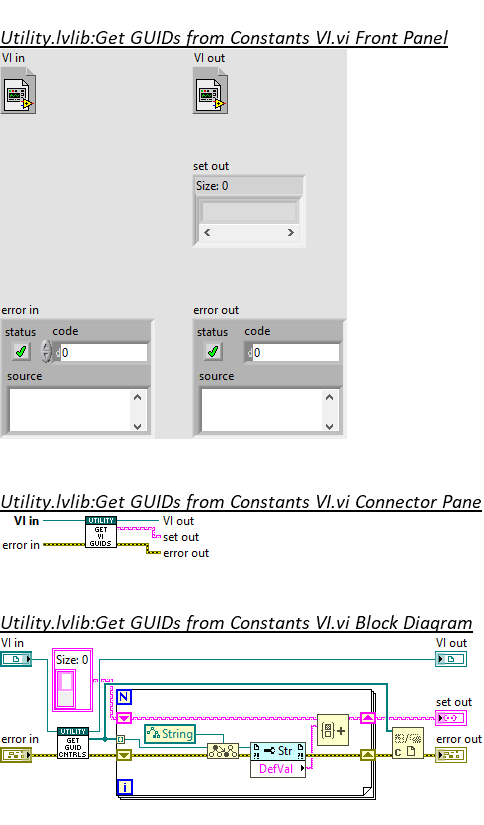 Utility.lvlib:Get GUIDs from Constants VI.vi Front Panel
VI in
VI out
set out
Size: 0
error in
error out
status
code
status
code
d
0
d
0
source
source
Utility.lvlib:Get GUIDs from Constants VI.vi Connector Pane
VI in
UTILITY
GET
VI
GUIDS
VI out
set out
error in
error out
Utility.lvlib:Get GUIDs from Constants VI.vi Block Diagram
VI in
VI out
Size: 0
N
set out
UTILITY
GET
GUID
CNTRLS
String
error in
error out
Str
DefVal
C
i